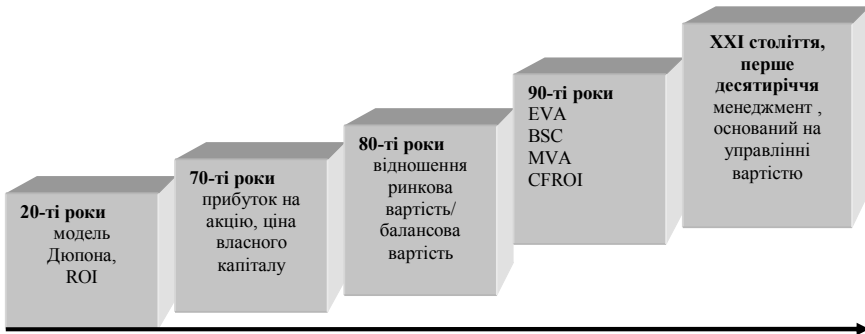 20-ті роки
модель
Дюпона,
ROI
70-ті роки
прибуток на
акцію, ціна
власного
капіталу
80-ті роки
відношення
ринкова
вартість/
балансова
вартість
90-ті роки
EVA
BSC
MVA
CFROI
XXI століття,
перше
десятиріччя
менеджмент ,
оснований на
управлінні
вартістю